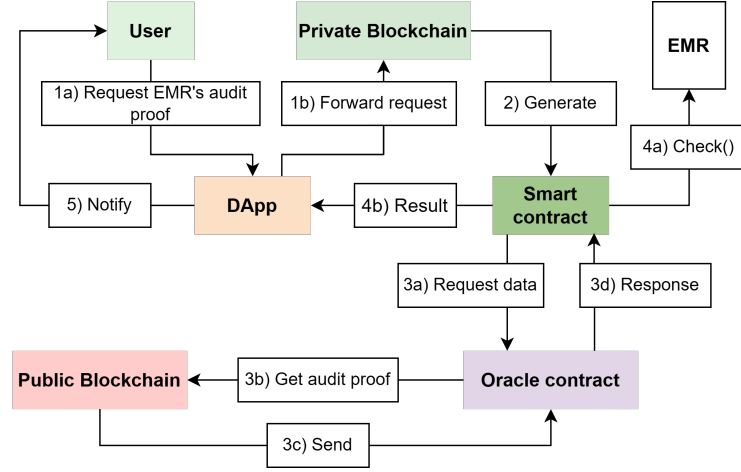 User
Private Blockchain
EMR
1a) Request EMR's audit
proof
1b) Forward request
2) Generate
4a) Check()
5) Notify
DApp
4b) Result
Smart
contract
3a) Request data
3d) Response
Public Blockchain
3b) Get audit proof
Oracle contract
3c) Send